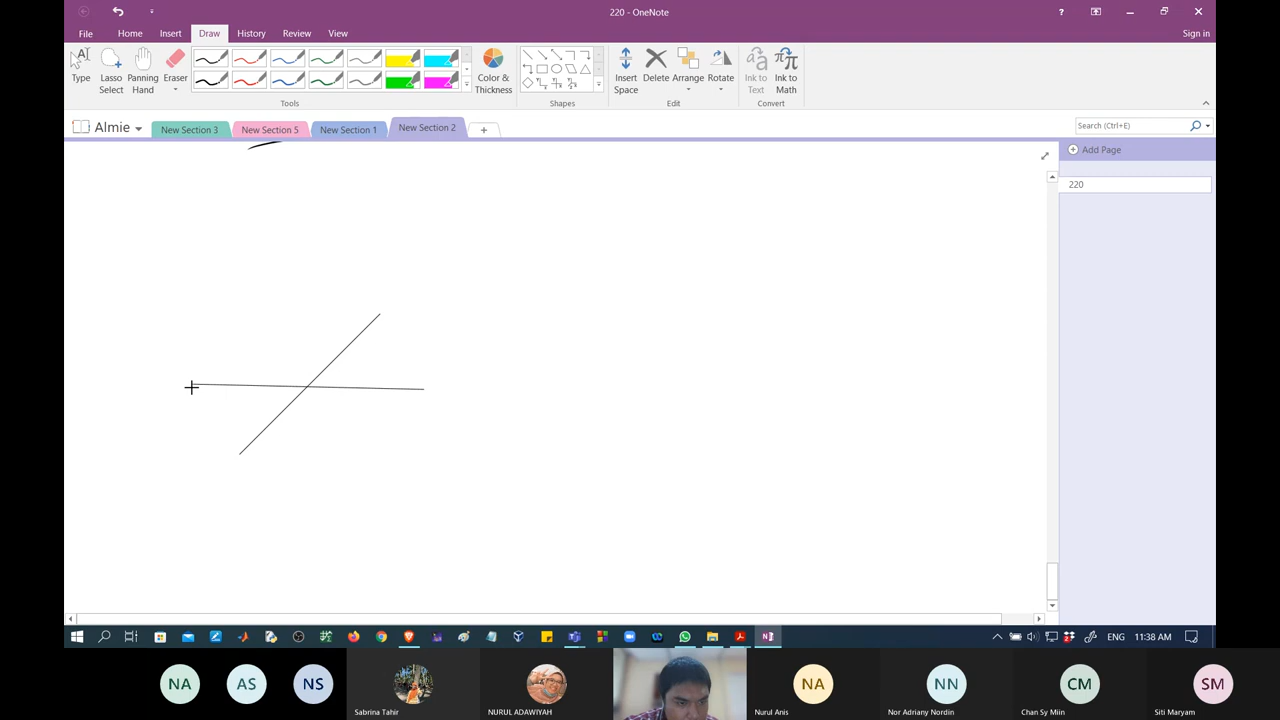 220 - OneNote
?
File
Home
Insert
Draw
History
Review
View
Sign in
Type
Lasso Select
Panning Hand
Eraser
Color & Thickness
Insert Space
Delete
Arrange
Rotate
Ink to Text
Ink to Math
Tools
Shapes
Edit
Convert
Almie
New Section 3
New Section 5
New Section 1
New Section 2
Search (Ctrl+E)
Add Page
220
ENG
11:38 AM
NA
AS
NS
NA
NN
CM
SM
Sabrina Tahir
NURUL ADAWIYAH
Nurul Anis
Nor Adriany Nordin
Chan Sy Miin
Siti Maryam